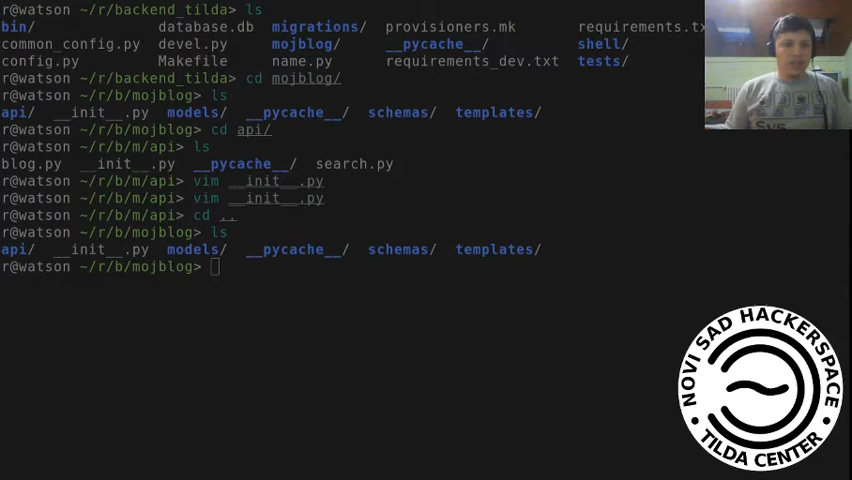 r@watson ~/r/backend_tilda> ls
bin/ database.db migrations/ provisioners.mk requirements.tx
common_config.py devel.py mojblog/ __pycache__/ shell/
config.py Makefile name.py requirements_dev.txt tests/
r@watson ~/r/backend_tilda> cd mojblog/
r@watson ~/r/b/mojblog> ls
api/ __init__.py models/ __pycache__/ schemas/ templates/
r@watson ~/r/b/mojblog> cd api/
r@watson ~/r/b/m/api> ls
blog.py __init__.py __pycache__/ search.py
r@watson ~/r/b/m/api> vim __init__.py
r@watson ~/r/b/m/api> vim __init__.py
r@watson ~/r/b/m/api> cd ..
r@watson ~/r/b/mojblog> ls
api/ __init__.py models/ __pycache__/ schemas/ templates/
r@watson ~/r/b/mojblog>
Sys
NOVI SAD HACKERSPACE
• TILDA CENTER •